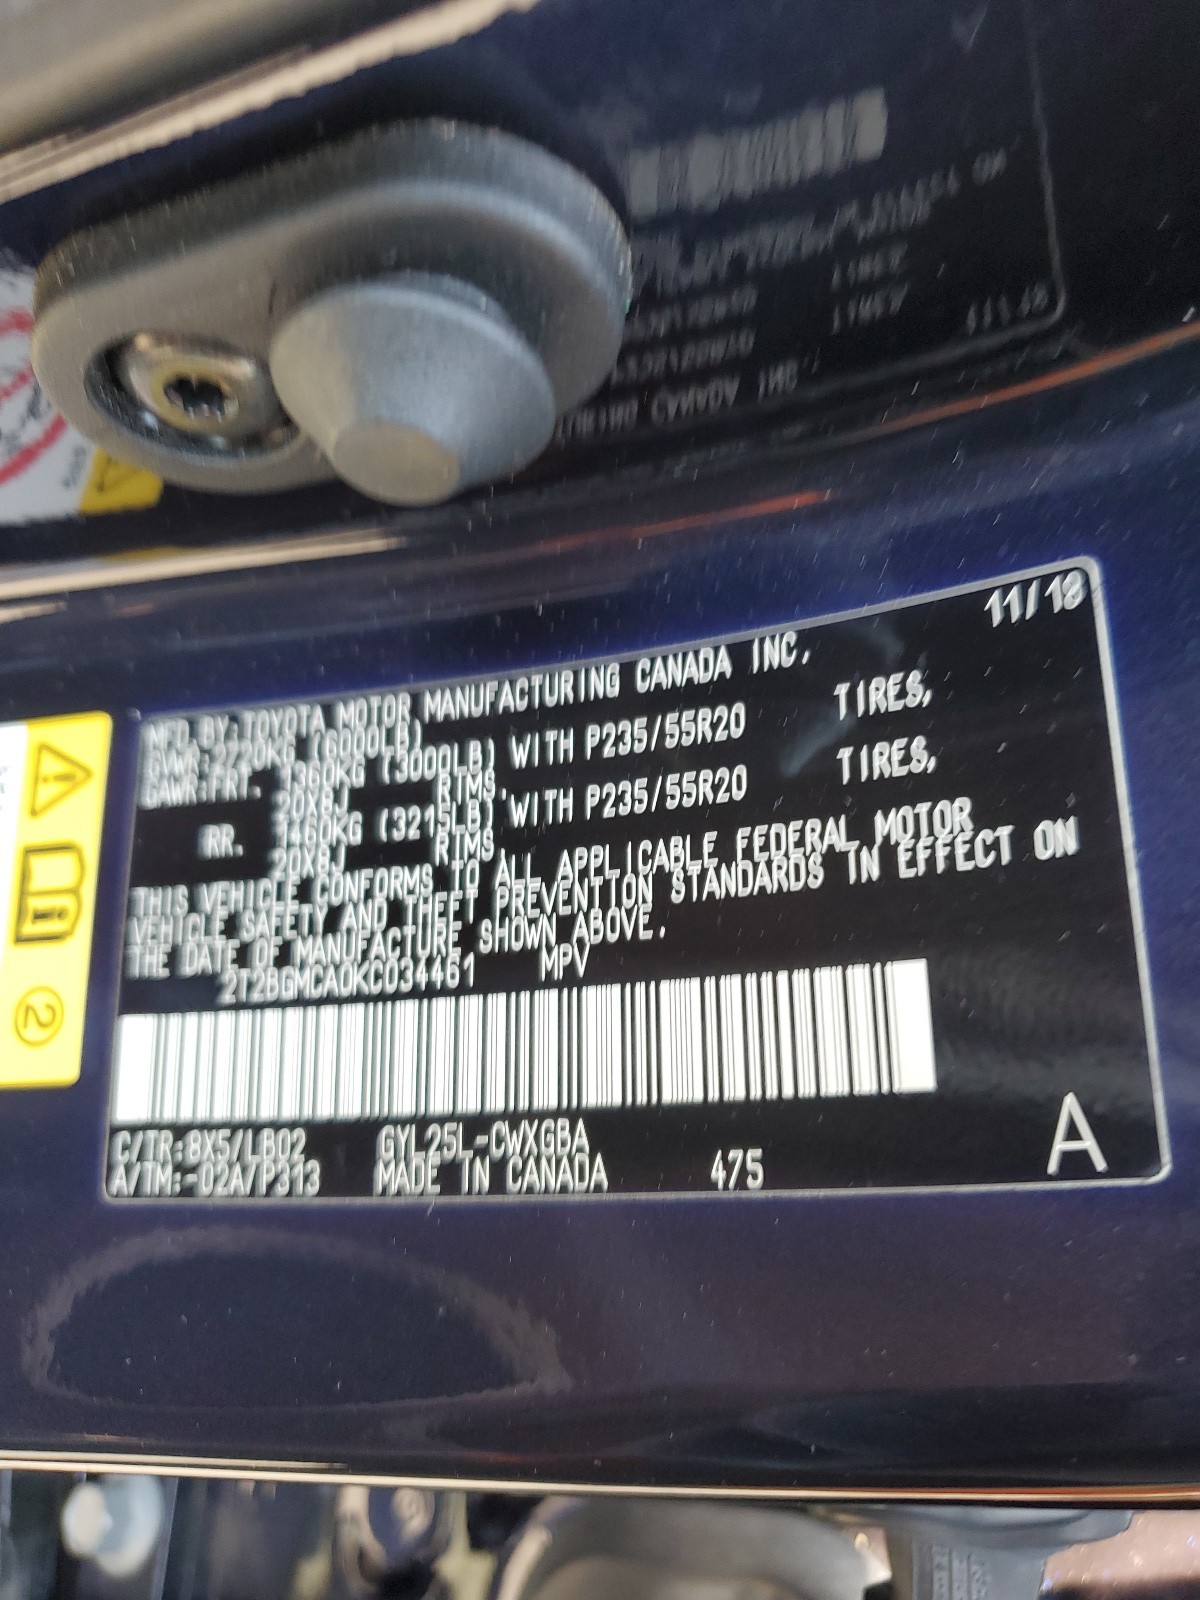 11/18
MFD.BY:TOYOTA MOTOR MANUFACTURING CANADA INC.
GVWR:2720KG (6000LB)
GAWR:FRT. 1360KG (3000LB) WITH P235/55R20 TIRES,
20X8J RIMS,
RR. 1460KG (3215LB) WITH P235/55R20 TIRES,
20X8J RIMS,
THIS VEHICLE CONFORMS TO ALL APPLICABLE FEDERAL MOTOR
VEHICLE SAFETY AND THEFT PREVENTION STANDARDS IN EFFECT ON
THE DATE OF MANUFACTURE SHOWN ABOVE.
2T2BGMCA0KC034461 MPV
C/TR:8X5/LB02 GYL25L-CWXGBA
A/TM:-02A/P313 MADE IN CANADA 475
A
2